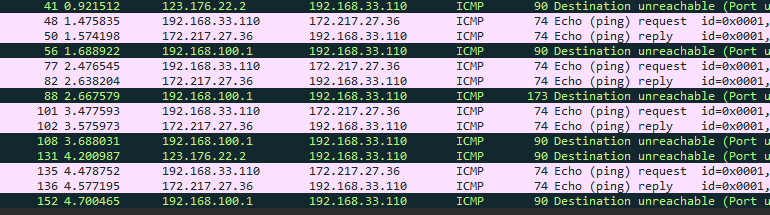 41 0.921512 123.176.22.2 192.168.33.110 ICMP 90 Destination unreachable (Port u
48 1.475835 192.168.33.110 172.217.27.36 ICMP 74 Echo (ping) request id=0x0001,
50 1.574198 172.217.27.36 192.168.33.110 ICMP 74 Echo (ping) reply id=0x0001,
56 1.688922 192.168.100.1 192.168.33.110 ICMP 90 Destination unreachable (Port u
77 2.476545 192.168.33.110 172.217.27.36 ICMP 74 Echo (ping) request id=0x0001,
82 2.638204 172.217.27.36 192.168.33.110 ICMP 74 Echo (ping) reply id=0x0001,
88 2.667579 192.168.100.1 192.168.33.110 ICMP 173 Destination unreachable (Port u
101 3.477593 192.168.33.110 172.217.27.36 ICMP 74 Echo (ping) request id=0x0001,
102 3.575973 172.217.27.36 192.168.33.110 ICMP 74 Echo (ping) reply id=0x0001,
108 3.688031 192.168.100.1 192.168.33.110 ICMP 90 Destination unreachable (Port u
131 4.200987 123.176.22.2 192.168.33.110 ICMP 90 Destination unreachable (Port u
135 4.478752 192.168.33.110 172.217.27.36 ICMP 74 Echo (ping) request id=0x0001,
136 4.577195 172.217.27.36 192.168.33.110 ICMP 74 Echo (ping) reply id=0x0001,
152 4.700465 192.168.100.1 192.168.33.110 ICMP 90 Destination unreachable (Port u